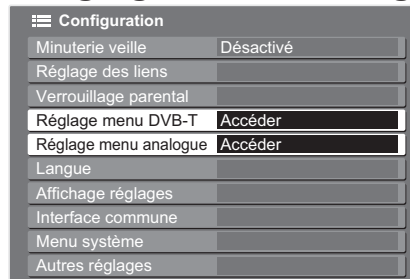 Configuration
Minuterie veille Désactivé
Réglage des liens
Verrouillage parental
Réglage menu DVB-T Accéder
Réglage menu analogue Accéder
Langue
Affichage réglages
Interface commune
Menu système
Autres réglages